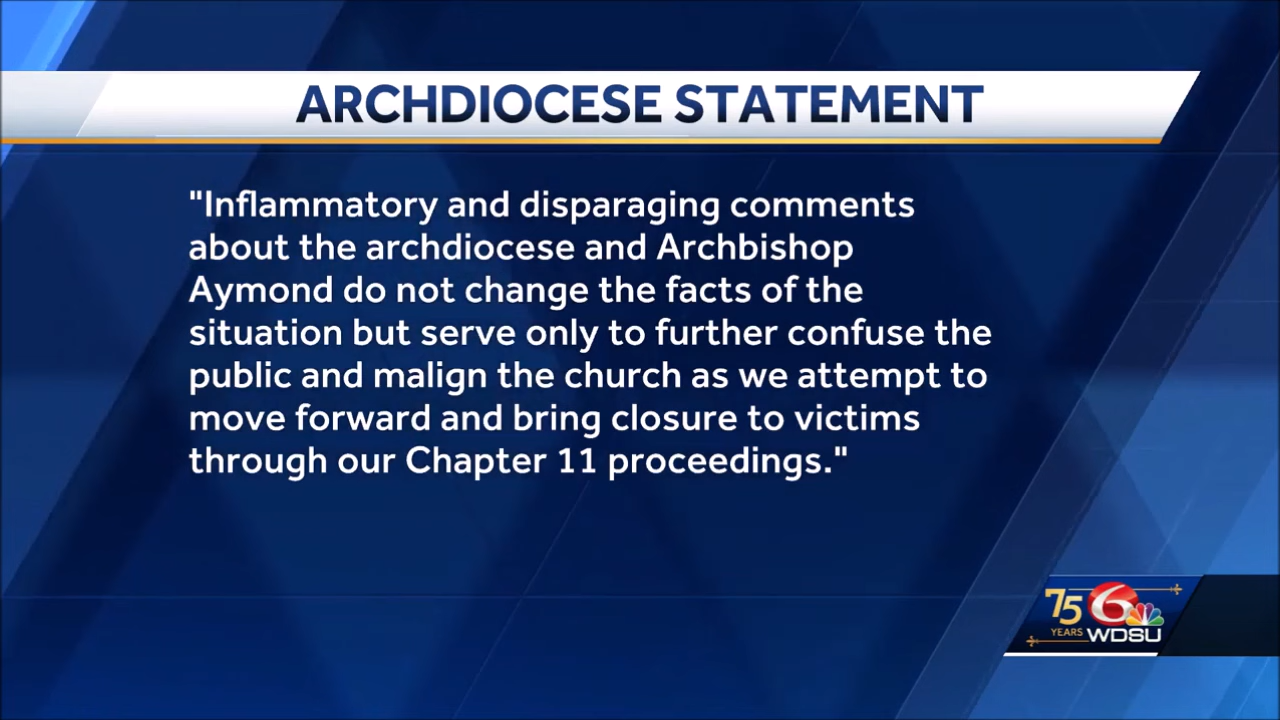 ARCHDIOCESE STATEMENT
"Inflammatory and disparaging comments
about the archdiocese and Archbishop
Aymond do not change the facts of the
situation but serve only to further confuse the
public and malign the church as we attempt to
move forward and bring closure to victims
through our Chapter 11 proceedings."
75 6
YEARS WDSU